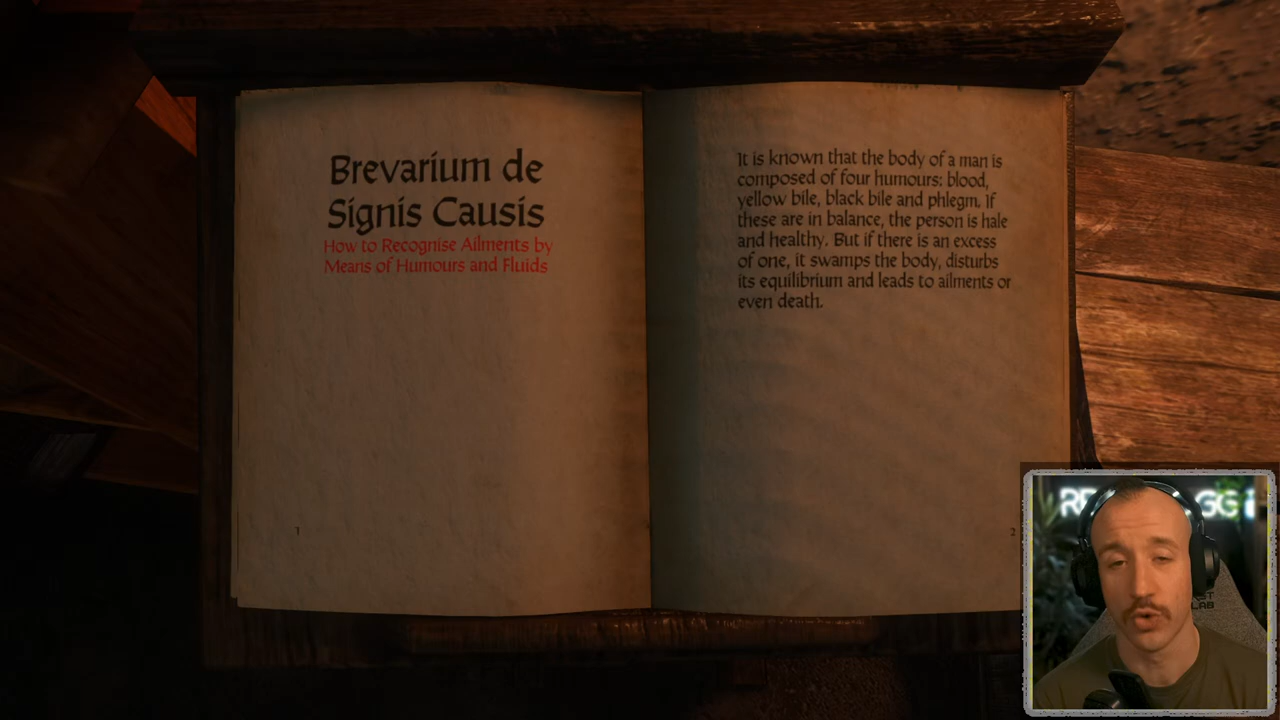 Brevarium de
Signis Causis
How to Recognise Ailments by
Means of Humours and Fluids
1
It is known that the body of a man is
composed of four humours: blood,
yellow bile, black bile and phlegm. If
these are in balance, the person is hale
and healthy. But if there is an excess
of one, it swamps the body, disturbs
its equilibrium and leads to ailments or
even death.
2